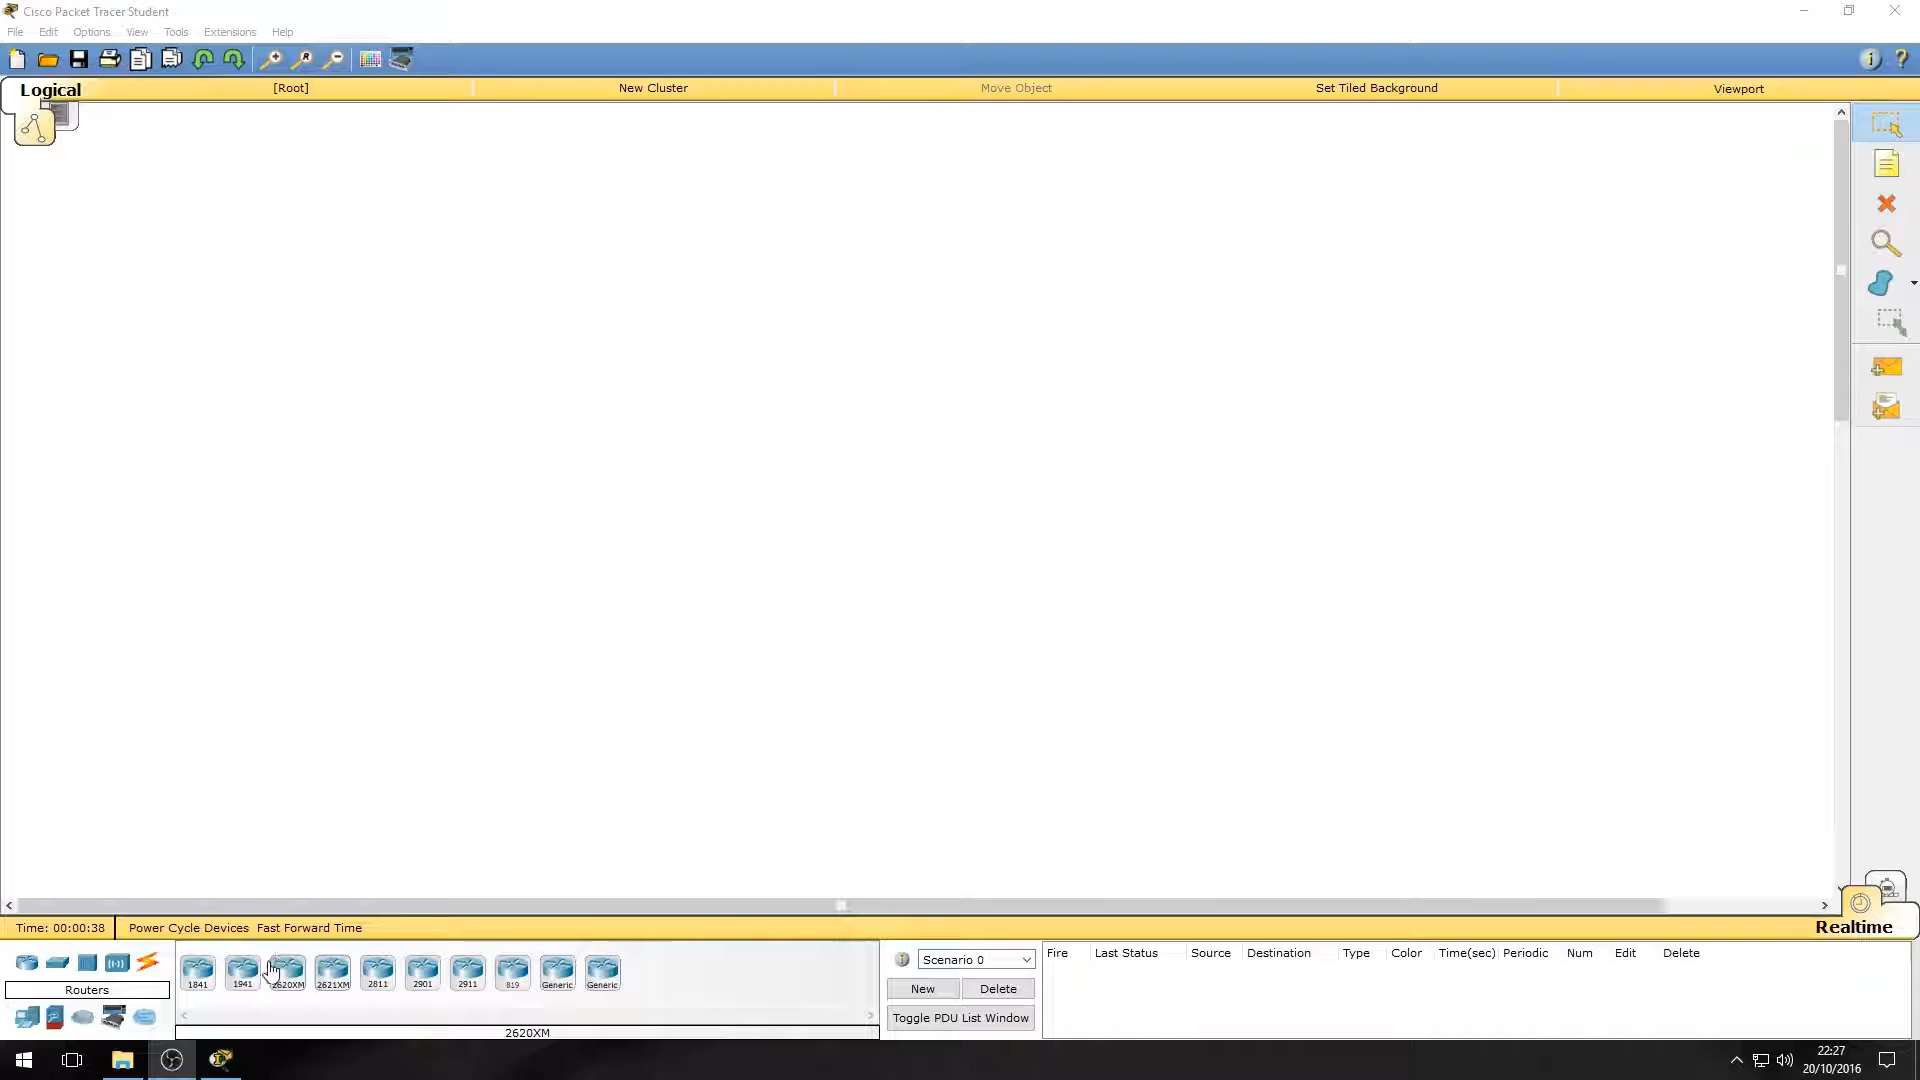 Cisco Packet Tracer Student
File Edit Options View Tools Extensions Help
Logical [Root] New Cluster Move Object Set Tiled Background Viewport
Time: 00:00:38 Power Cycle Devices Fast Forward Time Realtime
Routers
1841 1941 2620XM 2621XM 2811 2901 2911 819 Generic Generic
2620XM
Scenario 0
New Delete
Toggle PDU List Window
Fire Last Status Source Destination Type Color Time(sec) Periodic Num Edit Delete
22:27
20/10/2016